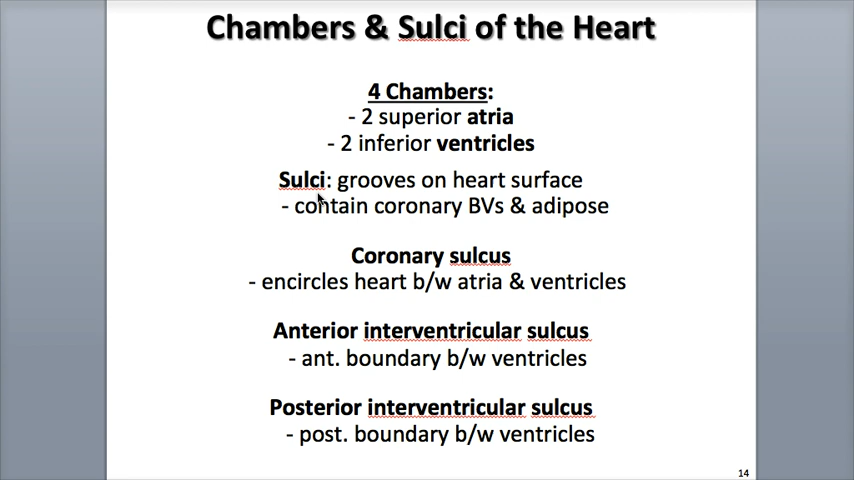 Chambers & Sulci of the Heart
4 Chambers:
- 2 superior atria
- 2 inferior ventricles
Sulci: grooves on heart surface
- contain coronary BVs & adipose
Coronary sulcus
- encircles heart b/w atria & ventricles
Anterior interventricular sulcus
- ant. boundary b/w ventricles
Posterior interventricular sulcus
- post. boundary b/w ventricles
14